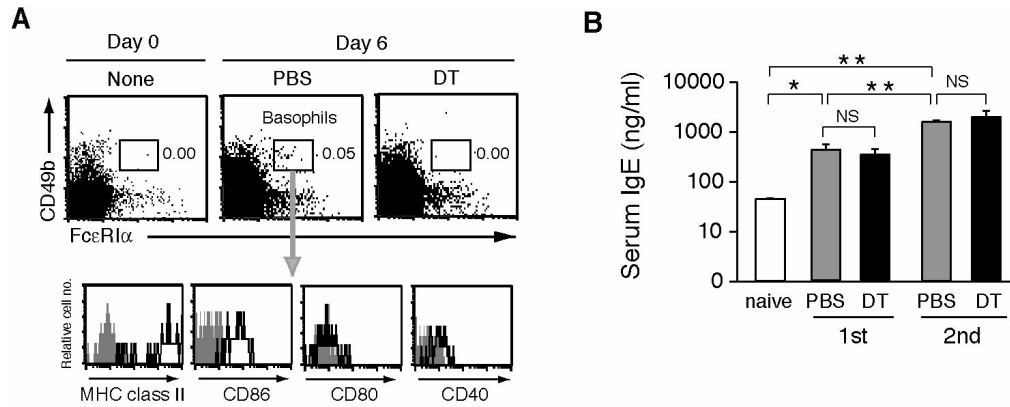 A
Day 0
Day 6
None
PBS
DT
Basophils
0.00
0.05
0.00
CD49b
FcεRIα
Relative cell no.
MHC class II
CD86
CD80
CD40
B
Serum IgE (ng/ml)
10000
1000
100
10
0
**
*
**
NS
NS
naive
PBS
DT
PBS
DT
1st
2nd